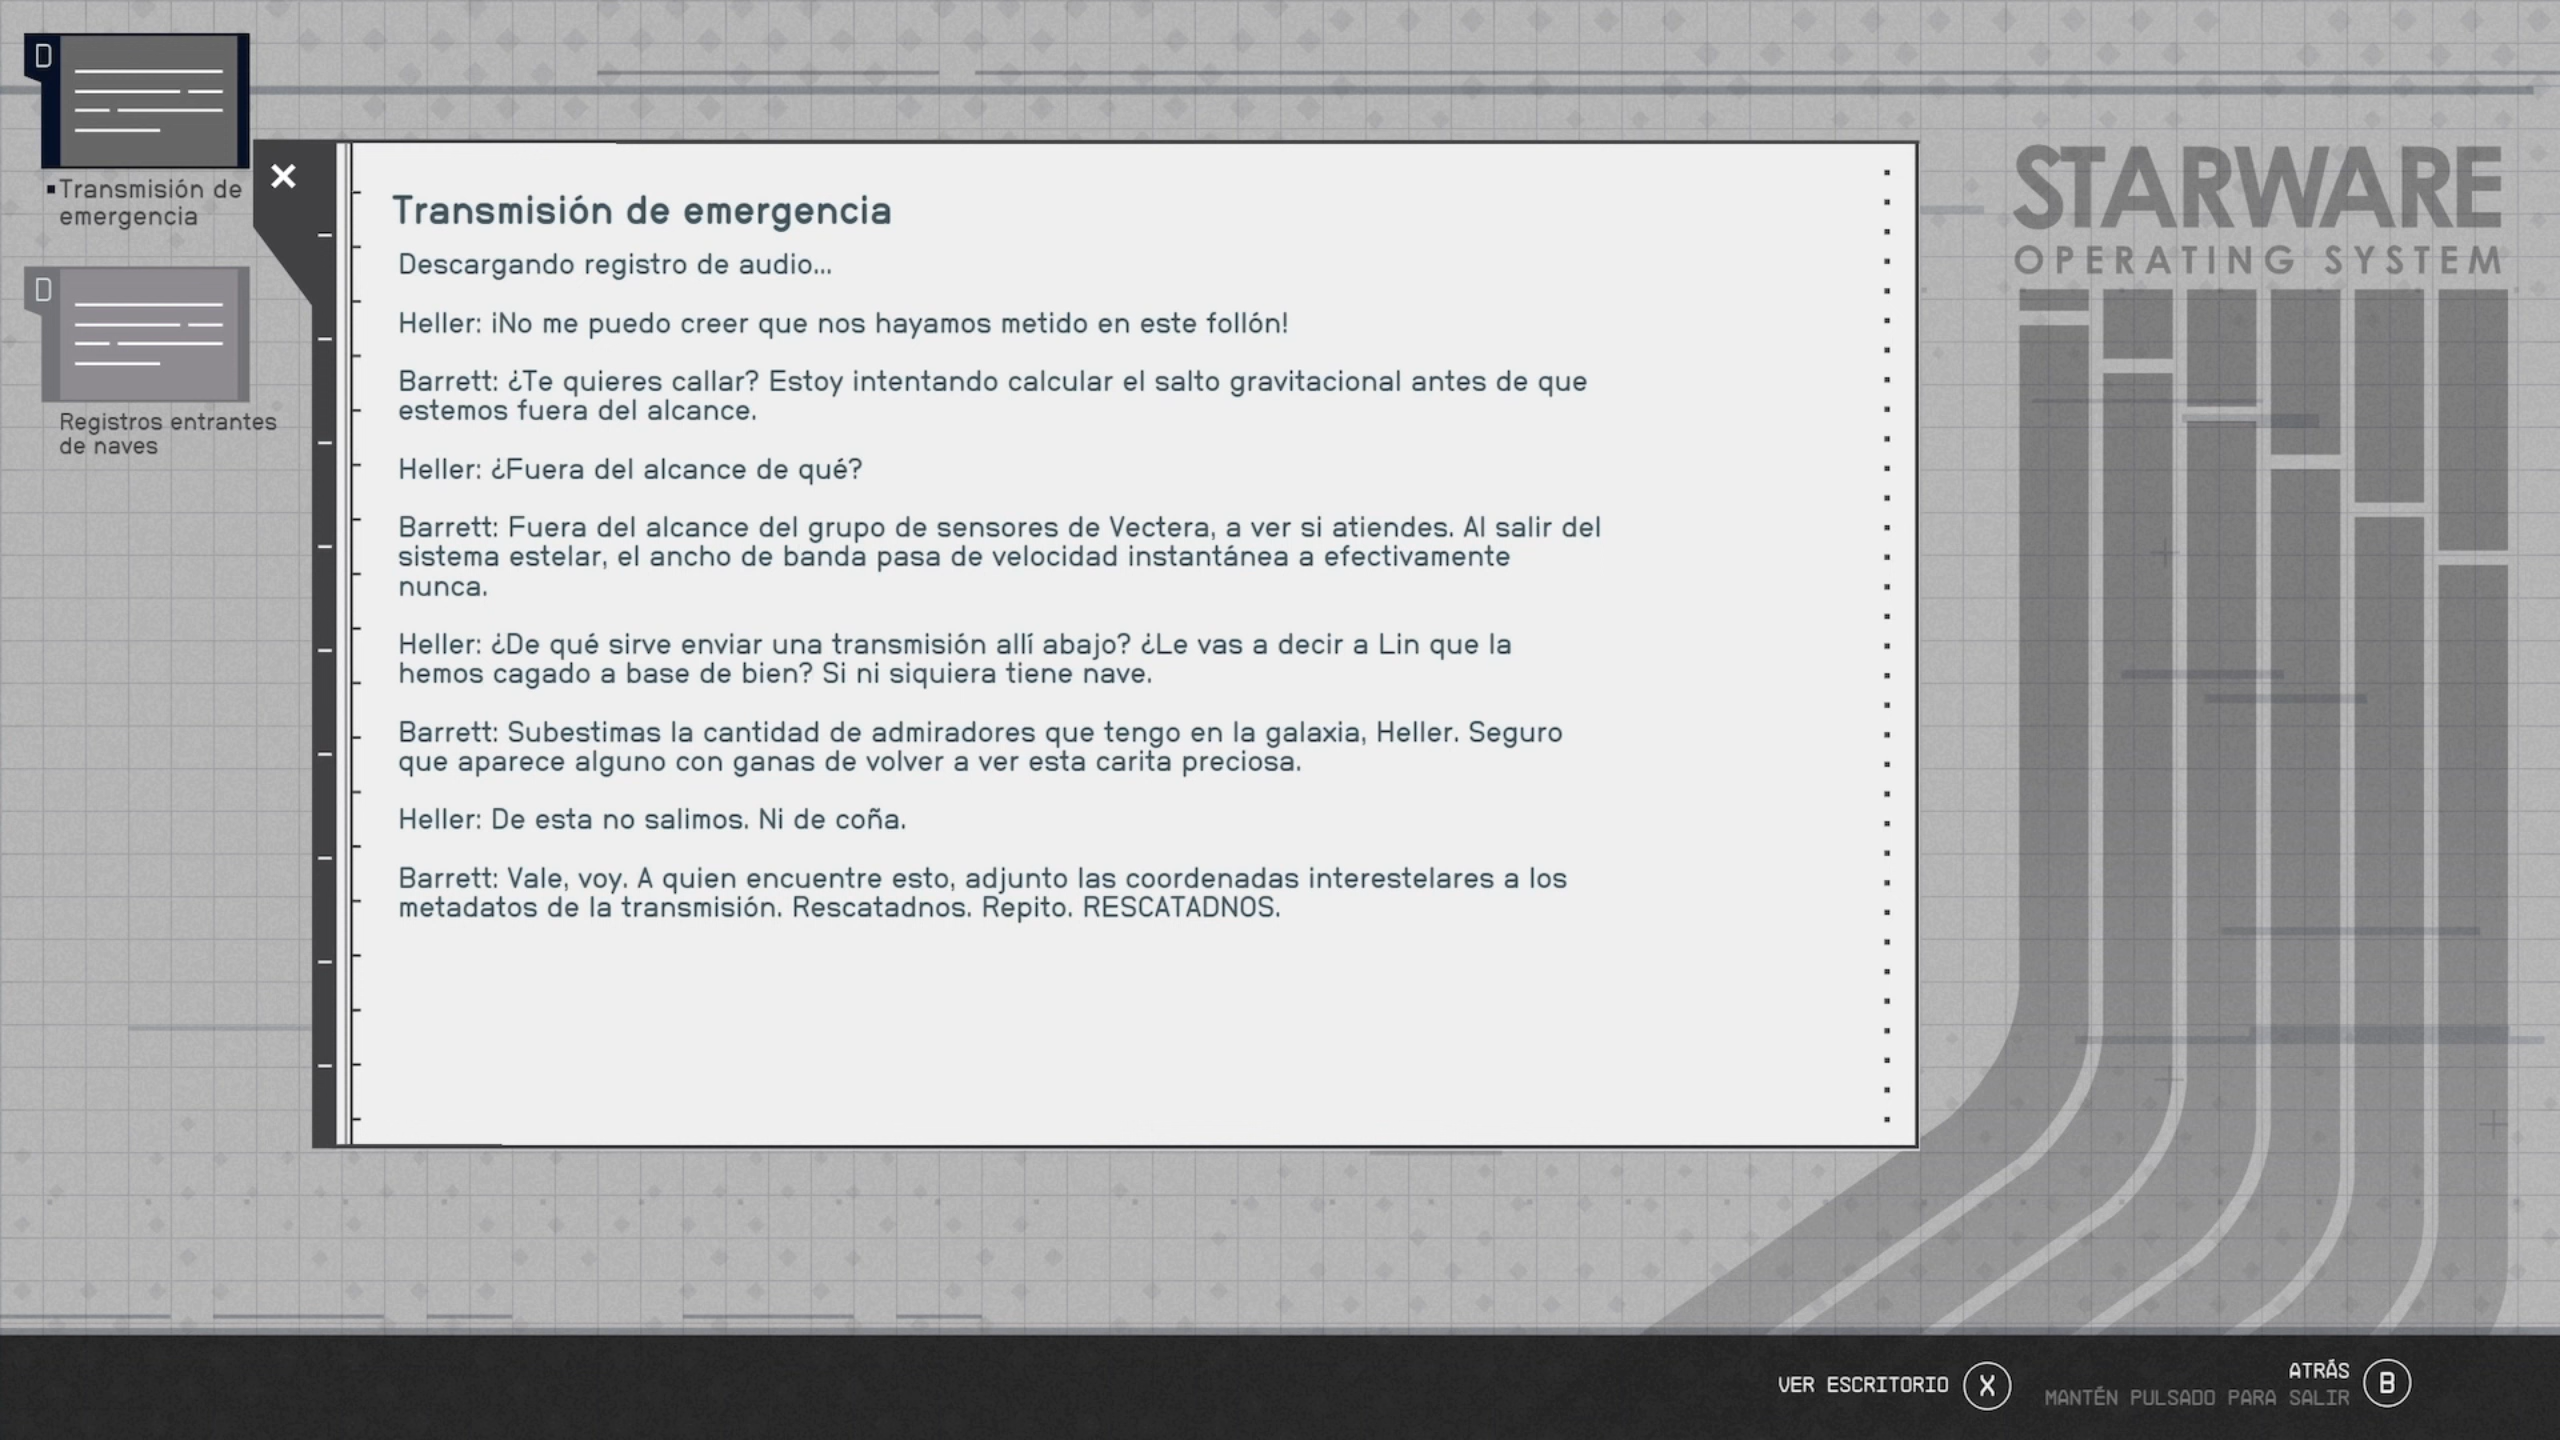 D
Transmisión de
emergencia
D
Registros entrantes
de naves
Transmisión de emergencia
Descargando registro de audio...
Heller: ¡No me puedo creer que nos hayamos metido en este follón!
Barrett: ¿Te quieres callar? Estoy intentando calcular el salto gravitacional antes de que
estemos fuera del alcance.
Heller: ¿Fuera del alcance de qué?
Barrett: Fuera del alcance del grupo de sensores de Vectera, a ver si atiendes. Al salir del
sistema estelar, el ancho de banda pasa de velocidad instantánea a efectivamente
nunca.
Heller: ¿De qué sirve enviar una transmisión allí abajo? ¿Le vas a decir a Lin que la
hemos cagado a base de bien? Si ni siquiera tiene nave.
Barrett: Subestimas la cantidad de admiradores que tengo en la galaxia, Heller. Seguro
que aparece alguno con ganas de volver a ver esta carita preciosa.
Heller: De esta no salimos. Ni de coña.
Barrett: Vale, voy. A quien encuentre esto, adjunto las coordenadas interestelares a los
metadatos de la transmisión. Rescatadnos. Repito. RESCATADNOS.
STARWARE
OPERATING SYSTEM
VER ESCRITORIO X
ATRÁS B
MANTÉN PULSADO PARA SALIR